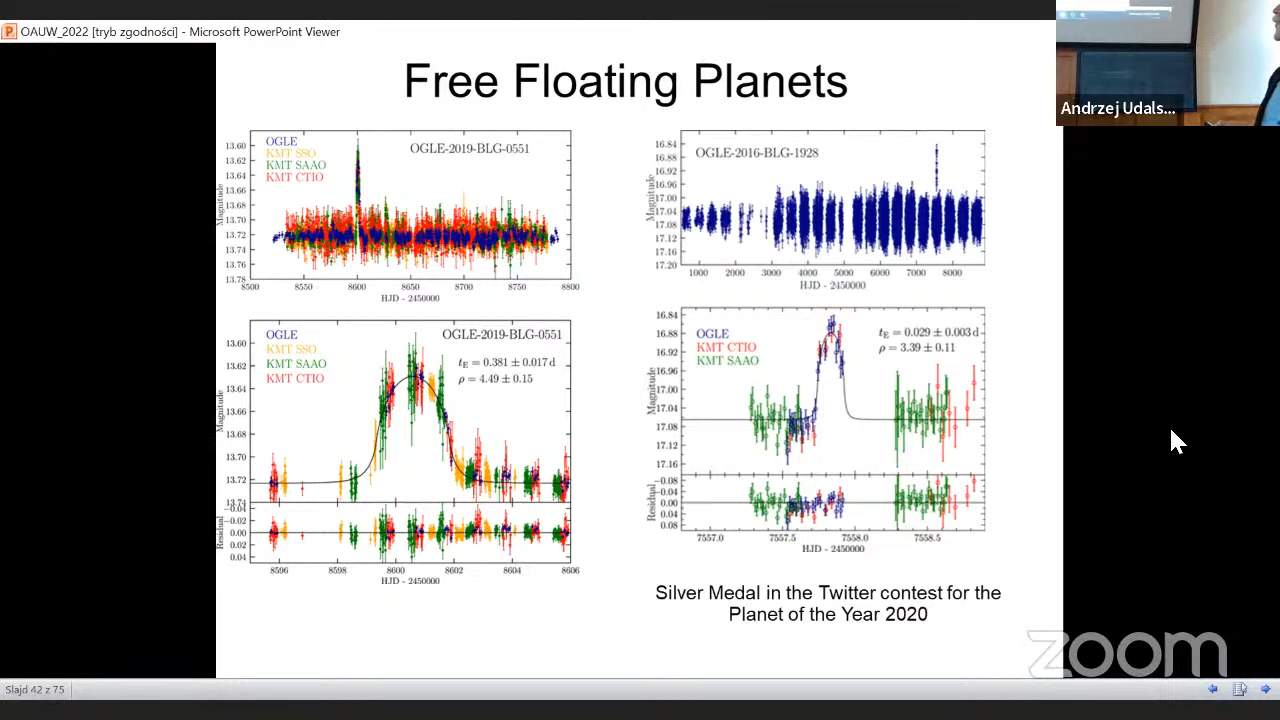 OAUW_2022 [tryb zgodności] - Microsoft PowerPoint Viewer
Andrzej Udals...
Free Floating Planets
OGLE
KMT SSO
KMT SAAO
KMT CTIO
OGLE-2019-BLG-0551
13.60
13.62
13.64
13.66
13.68
13.70
13.72
13.74
13.76
13.78
Magnitude
8500
8550
8600
8650
8700
8750
8800
HJD - 2450000
OGLE-2016-BLG-1928
16.84
16.88
16.92
16.96
17.00
17.04
17.08
17.12
17.16
17.20
Magnitude
1000
2000
3000
4000
5000
6000
7000
8000
HJD - 2450000
OGLE
KMT SSO
KMT SAAO
KMT CTIO
OGLE-2019-BLG-0551
tE = 0.381 ± 0.017 d
ρ = 4.49 ± 0.15
13.60
13.62
13.64
13.66
13.68
13.70
13.72
13.74
Magnitude
−0.04
−0.02
0.00
0.02
0.04
Residual
8596
8598
8600
8602
8604
8606
HJD - 2450000
OGLE
KMT CTIO
KMT SAAO
tE = 0.029 ± 0.003 d
ρ = 3.39 ± 0.11
16.84
16.88
16.92
16.96
17.04
17.08
17.12
17.16
Magnitude
−0.08
−0.04
0.00
0.04
0.08
Residual
7557.0
7557.5
7558.0
7558.5
HJD - 2450000
Silver Medal in the Twitter contest for the
Planet of the Year 2020
zoom
Slajd 42 z 75